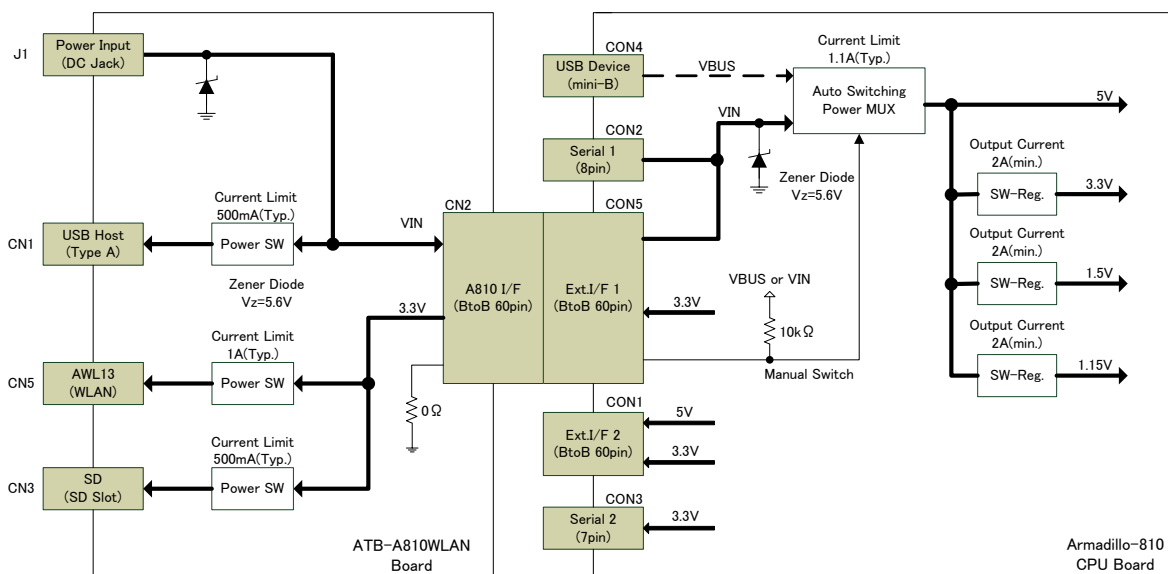 J1
Power Input
(DC Jack)
Current Limit
500mA(Typ.)
CN1
USB Host
(Type A)
Power SW
VIN
CN2
Zener Diode
Vz=5.6V
3.3V
A810 I/F
(BtoB 60pin)
Current Limit
1A(Typ.)
CN5
AWL13
(WLAN)
Power SW
0Ω
Current Limit
500mA(Typ.)
CN3
SD
(SD Slot)
Power SW
ATB-A810WLAN
Board
CON4
USB Device
(mini-B)
VBUS
Current Limit
1.1A(Typ.)
Auto Switching
Power MUX
5V
CON2
Serial 1
(8pin)
VIN
Zener Diode
Vz=5.6V
Output Current
2A(min.)
SW-Reg.
3.3V
CON5
Ext.I/F 1
(BtoB 60pin)
3.3V
VBUS or VIN
10kΩ
Manual Switch
Output Current
2A(min.)
SW-Reg.
1.5V
Output Current
2A(min.)
SW-Reg.
1.15V
CON1
Ext.I/F 2
(BtoB 60pin)
5V
3.3V
CON3
Serial 2
(7pin)
3.3V
Armadillo-810
CPU Board